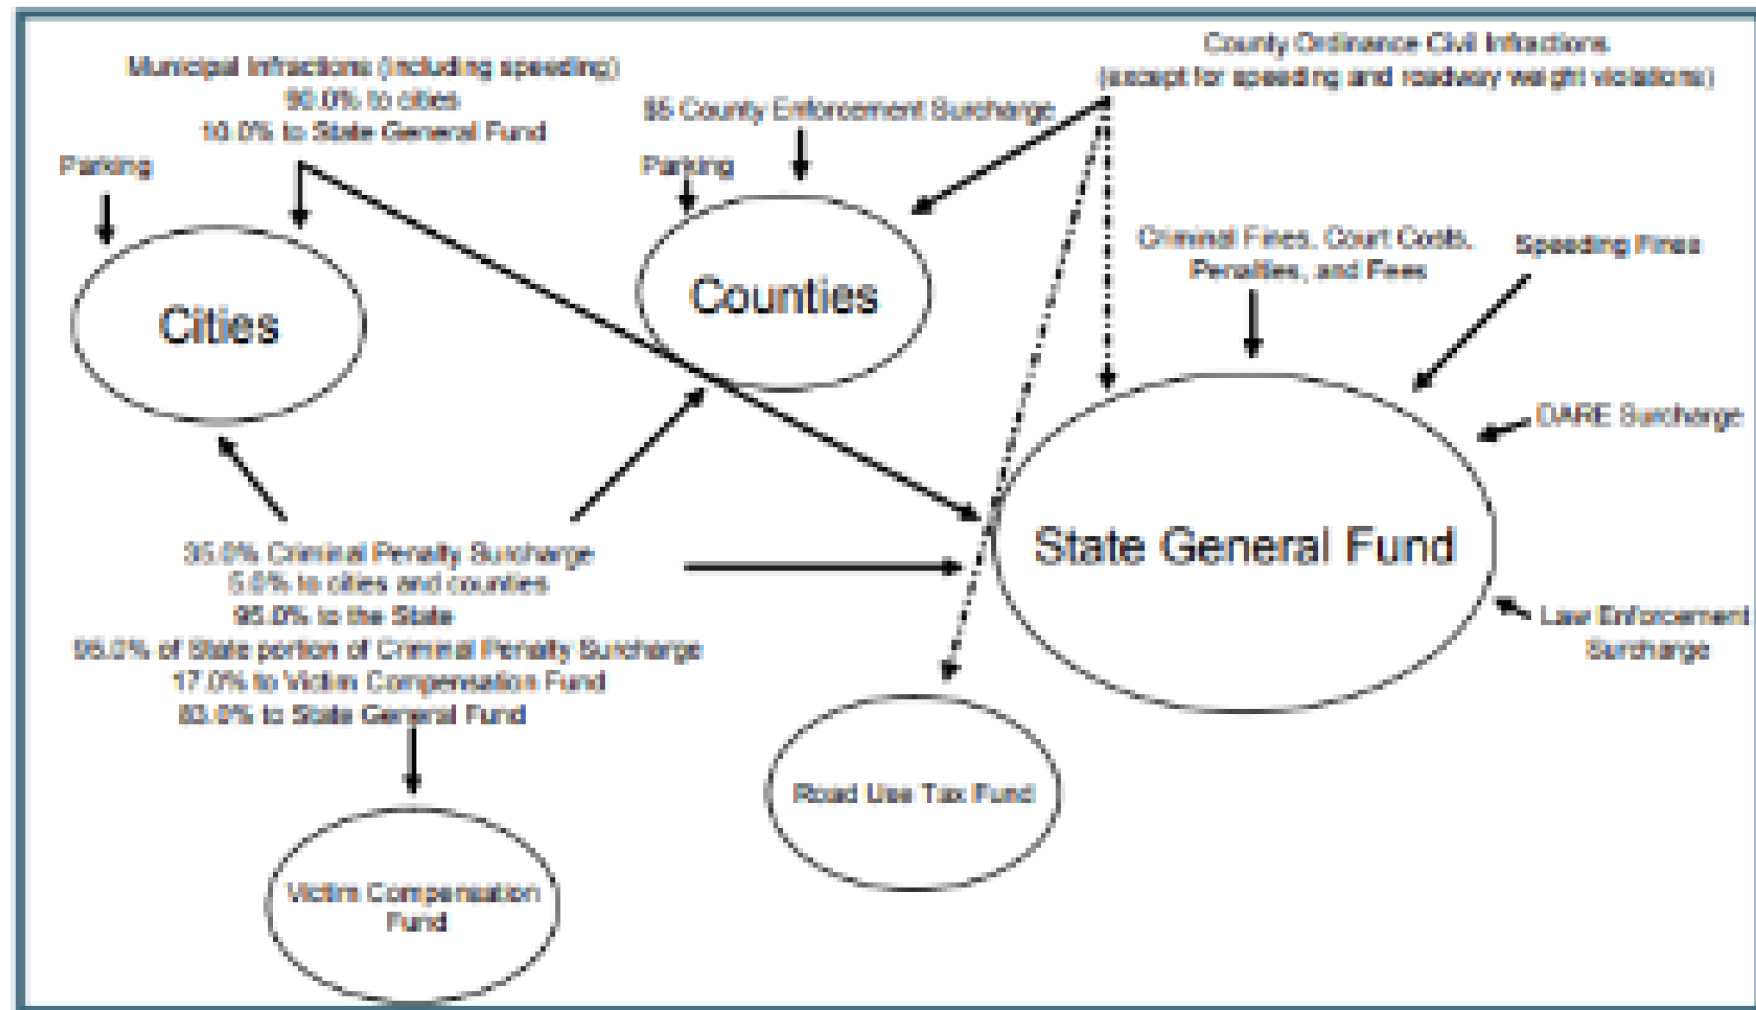 Municipal Infractions (including speeding)
90.0% to cities
10.0% to State General Fund
County Ordinance Civil Infractions
(except for speeding and roadway weight violations)
$5 County Enforcement Surcharge
Parking
Parking
Cities
Counties
Criminal Fines, Court Costs,
Penalties, and Fees
Speeding Fines
DARE Surcharge
State General Fund
Law Enforcement
Surcharge
35.0% Criminal Penalty Surcharge
5.0% to cities and counties
95.0% to the State
95.0% of State portion of Criminal Penalty Surcharge
17.0% to Victim Compensation Fund
83.0% to State General Fund
Road Use Tax Fund
Victim Compensation
Fund